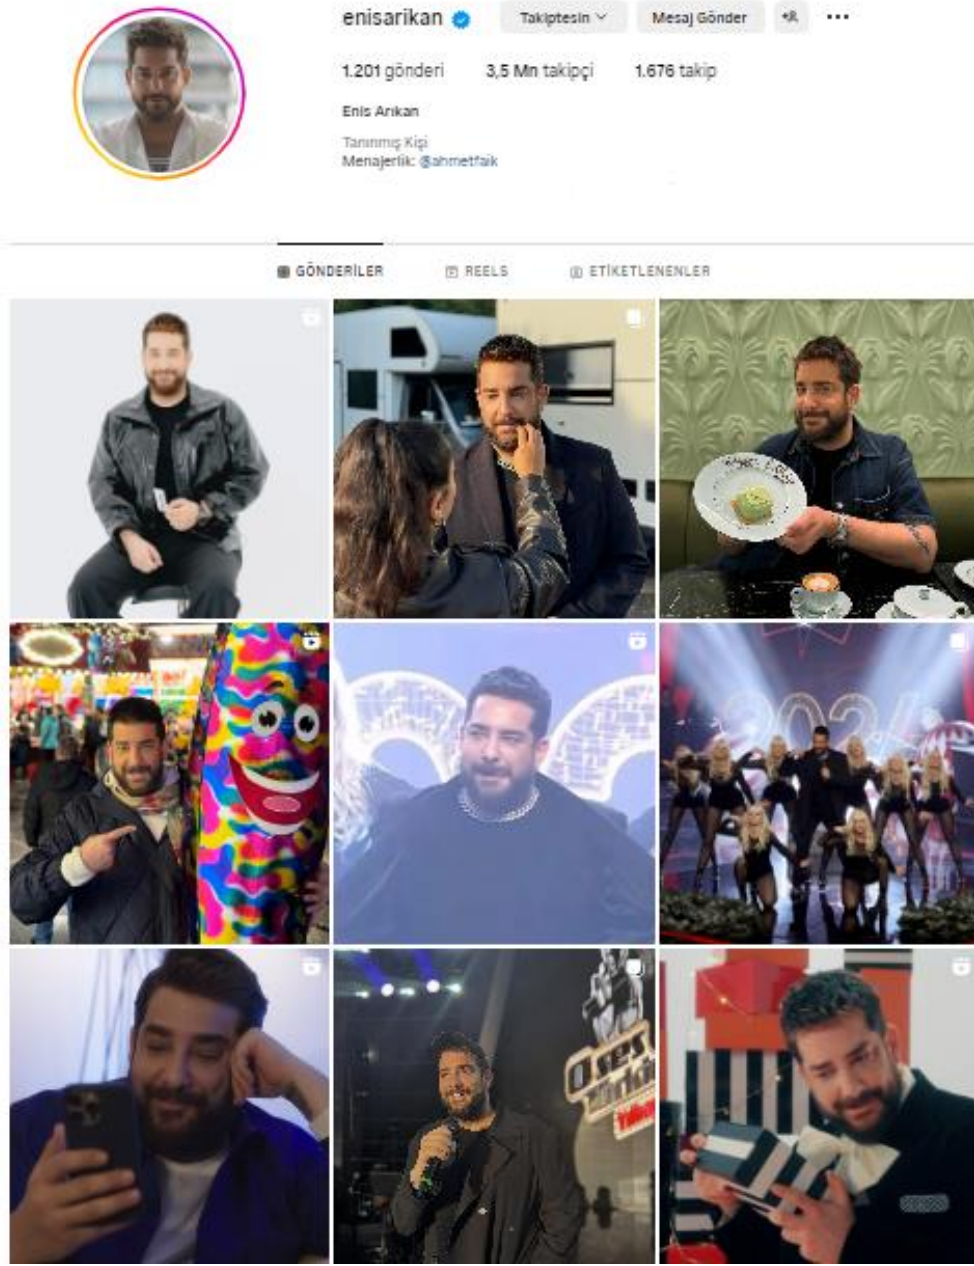 enisarikan
Takiptesin
Mesaj Gönder
1.201 gönderi
3,5 Mn takipçi
1.676 takip
Enis Arıkan
Tanınmış Kişi
Menajerlik: @ahmetfaik
GÖNDERİLER
REELS
ETİKETLENENLER
2024